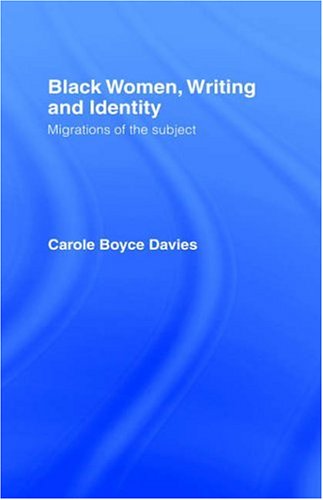 Black Women, Writing
and Identity
Migrations of the subject
Carole Boyce Davies